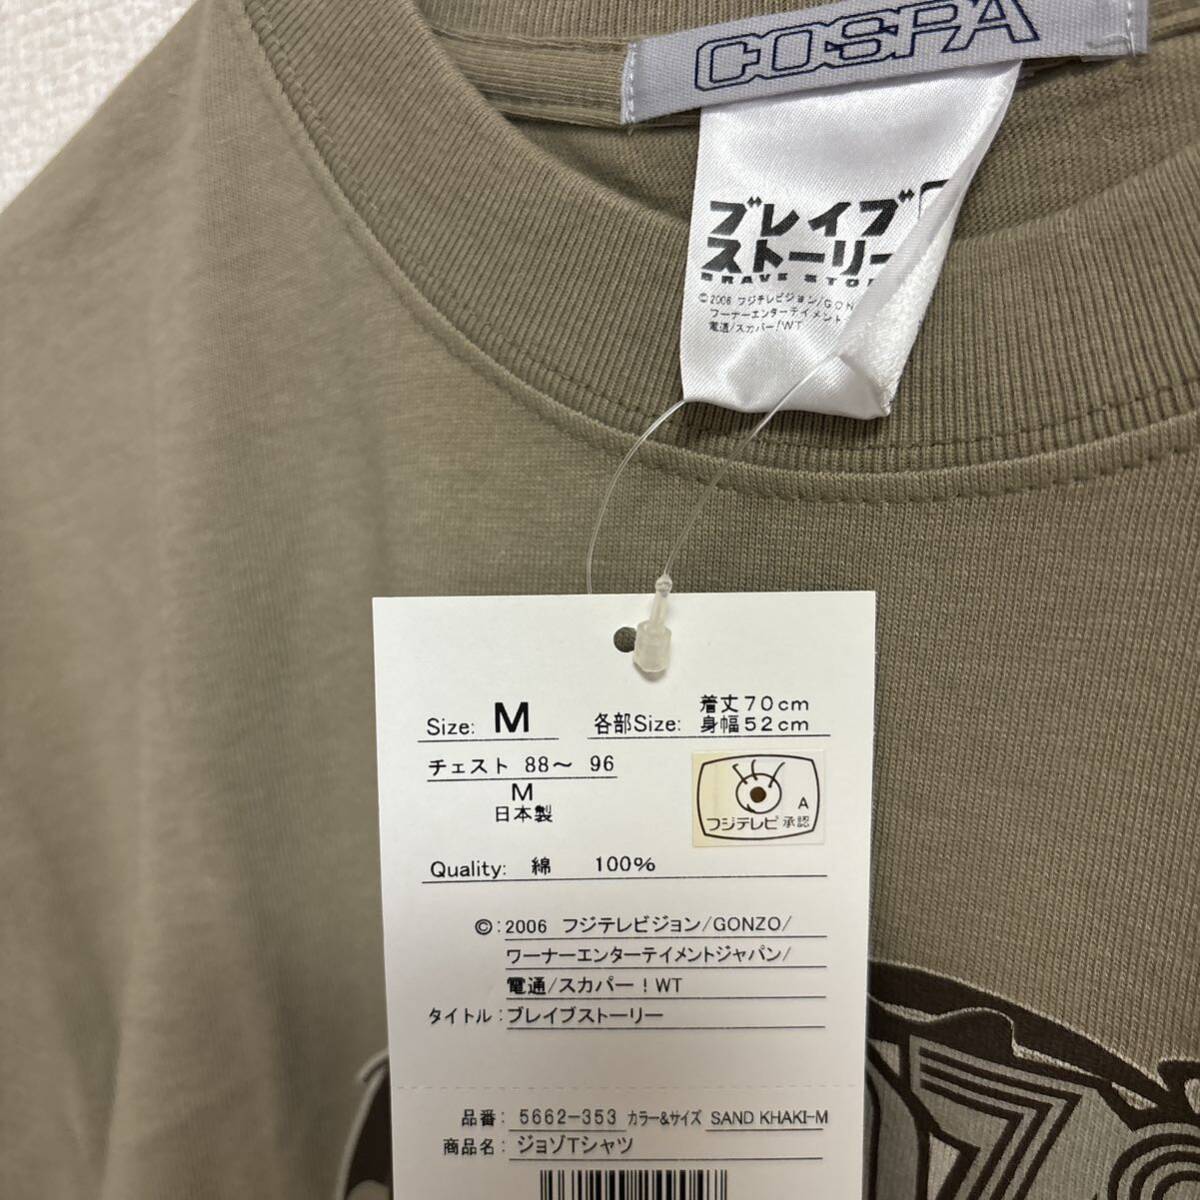 COSPA
ブレイブ
ストーリー
BRAVE STO
©2006 フジテレビジョン/GON
ワーナーエンターテイメント
電通/スカパー!WT
Size: M 各部Size: 着丈70cm
身幅52cm
チェスト 88～ 96
M
日本製
A
フジテレビ 承認
Quality: 綿 100%
©:2006 フジテレビジョン/GONZO/
ワーナーエンターテイメントジャパン/
電通/スカパー！WT
タイトル:ブレイブストーリー
品番: 5662-353 カラー&サイズ SAND KHAKI-M
商品名: ジョゾTシャツ